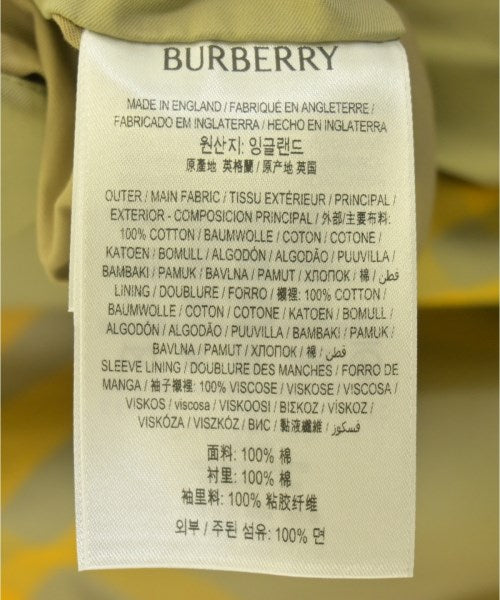 BURBERRY
MADE IN ENGLAND / FABRIQUÉ EN ANGLETERRE /
FABRICADO EM INGLATERRA / HECHO EN INGLATERRA
원산지: 잉글랜드
原產地 英格蘭 / 原产地 英国
OUTER / MAIN FABRIC / TISSU EXTÉRIEUR / PRINCIPAL /
EXTERIOR - COMPOSICION PRINCIPAL / 外部/主要布料:
100% COTTON / BAUMWOLLE / COTON / COTONE /
KATOEN / BOMULL / ALGODÓN / ALGODÃO / PUUVILLA /
BAMBAKI / PAMUK / BAVLNA / PAMUT / ХЛОПОК / 棉 / قطن
LINING / DOUBLURE / FORRO / 襯裡: 100% COTTON /
BAUMWOLLE / COTON / COTONE / KATOEN / BOMULL /
ALGODÓN / ALGODÃO / PUUVILLA / BAMBAKI / PAMUK /
BAVLNA / PAMUT / ХЛОПОК / 棉 / قطن
SLEEVE LINING / DOUBLURE DES MANCHES / FORRO DE
MANGA / 袖子襯裡: 100% VISCOSE / VISKOSE / VISCOSA /
VISKOS / viscosa / VISKOOSI / ΒΙΣΚΟΖ / VİSKOZ /
VISKÓZA / VISZKÓZ / ВИС / 黏液纖維 / فسكوز
面料: 100% 棉
衬里: 100% 棉
袖里料: 100% 粘胶纤维
외부 / 주된 섬유: 100% 면